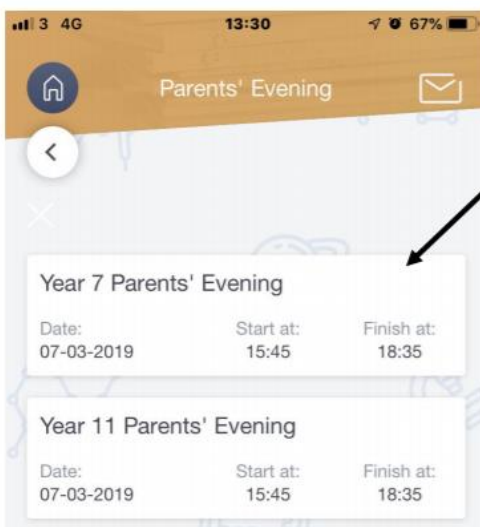 3 4G 13:30 67%
Parents' Evening
Year 7 Parents' Evening
Date: Start at: Finish at:
07-03-2019 15:45 18:35
Year 11 Parents' Evening
Date: Start at: Finish at:
07-03-2019 15:45 18:35